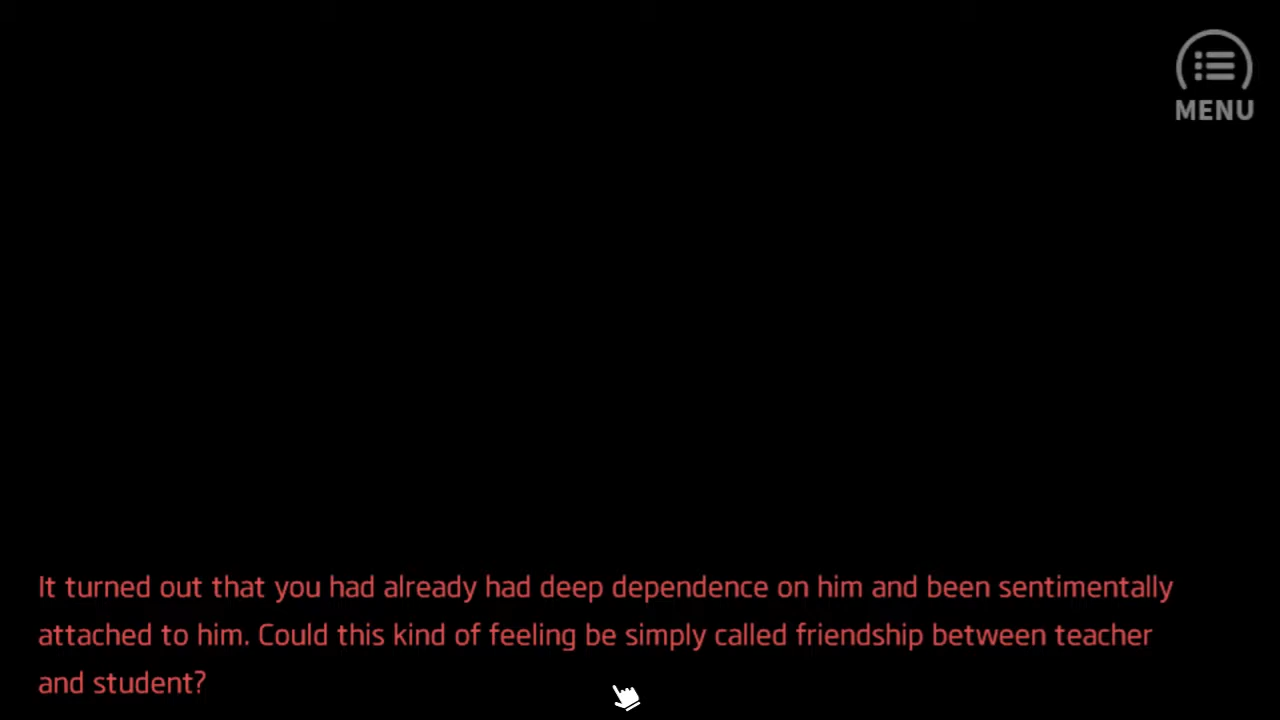 MENU
It turned out that you had already had deep dependence on him and been sentimentally
attached to him. Could this kind of feeling be simply called friendship between teacher
and student?